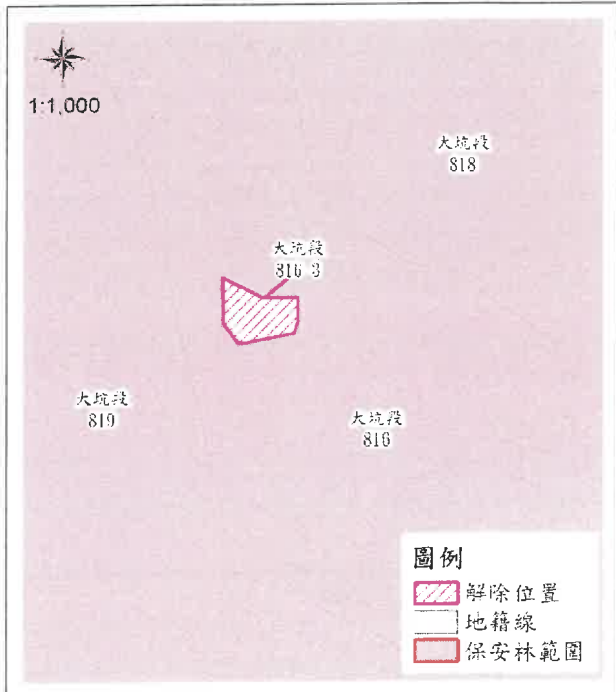 1:1,000
大坑段
818
大坑段
816-3
大坑段
819
大坑段
816
圖例
解除位置
地籍線
保安林範圍